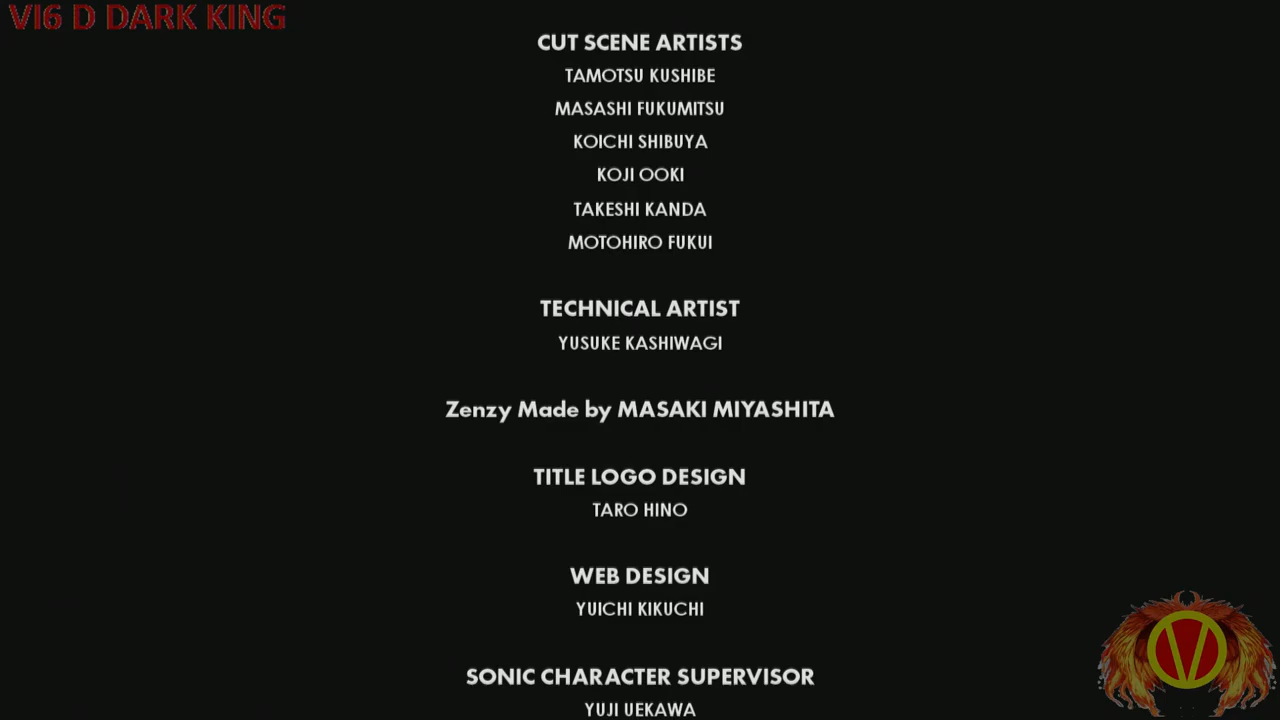 VI6 D DARK KING
CUT SCENE ARTISTS
TAMOTSU KUSHIBE
MASASHI FUKUMITSU
KOICHI SHIBUYA
KOJI OOKI
TAKESHI KANDA
MOTOHIRO FUKUI
TECHNICAL ARTIST
YUSUKE KASHIWAGI
Zenzy Made by MASAKI MIYASHITA
TITLE LOGO DESIGN
TARO HINO
WEB DESIGN
YUICHI KIKUCHI
SONIC CHARACTER SUPERVISOR
YUJI UEKAWA
V